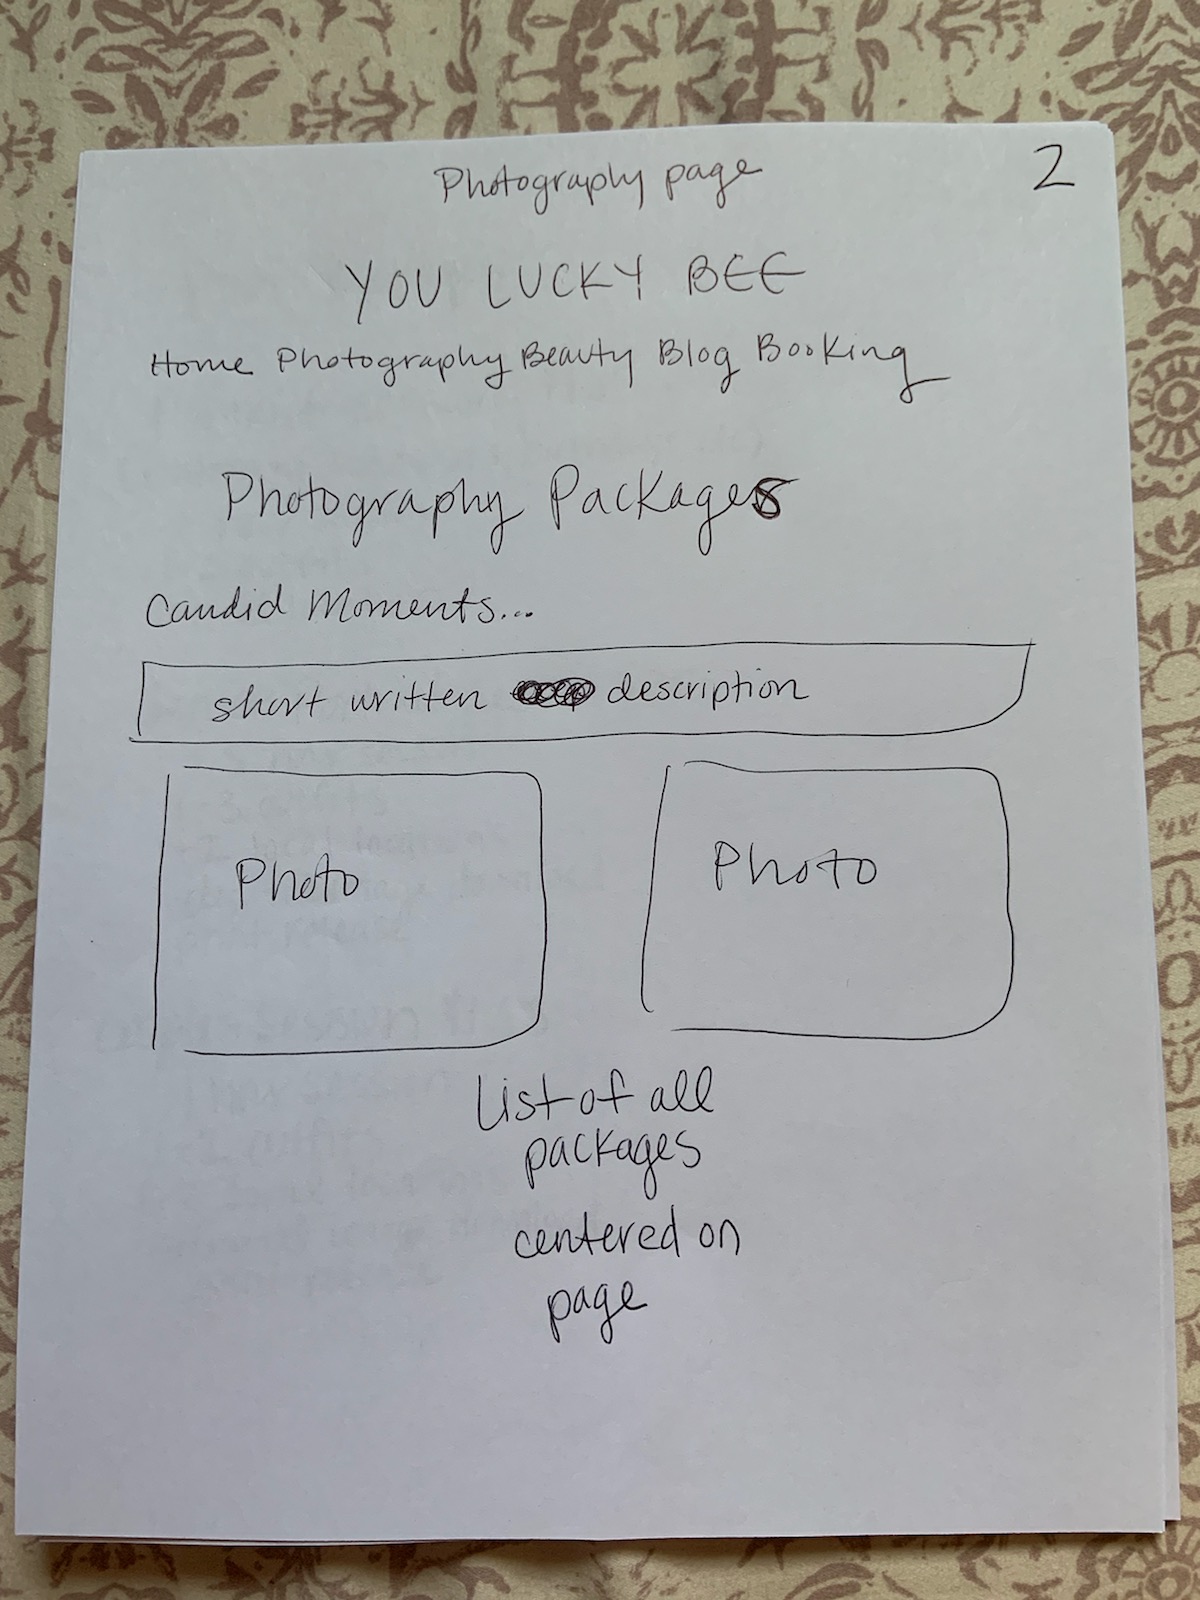 Photography page
2
YOU LUCKY BEE
Home Photography Beauty Blog Booking
Photography Packages
Candid Moments...
short written description
Photo
Photo
List of all
packages
centered on
page